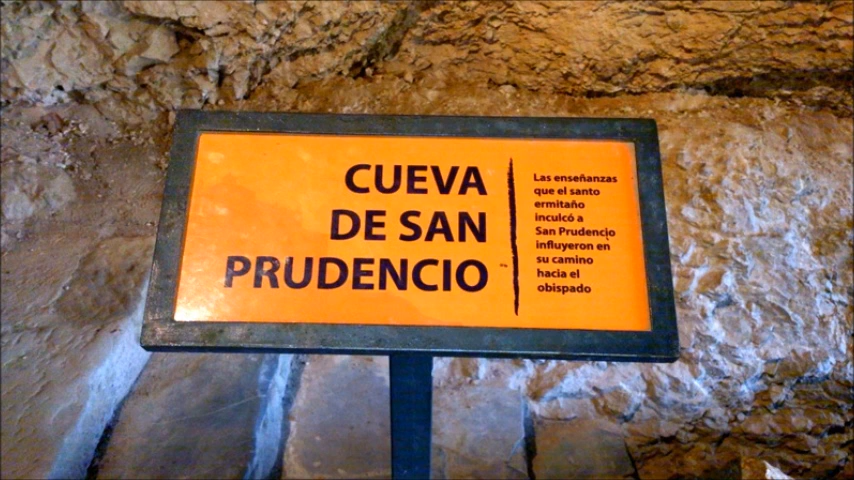 CUEVA
DE SAN
PRUDENCIO
Las enseñanzas
que el santo
ermitaño
inculcó a
San Prudencio
influyeron en
su camino
hacia el
obispado